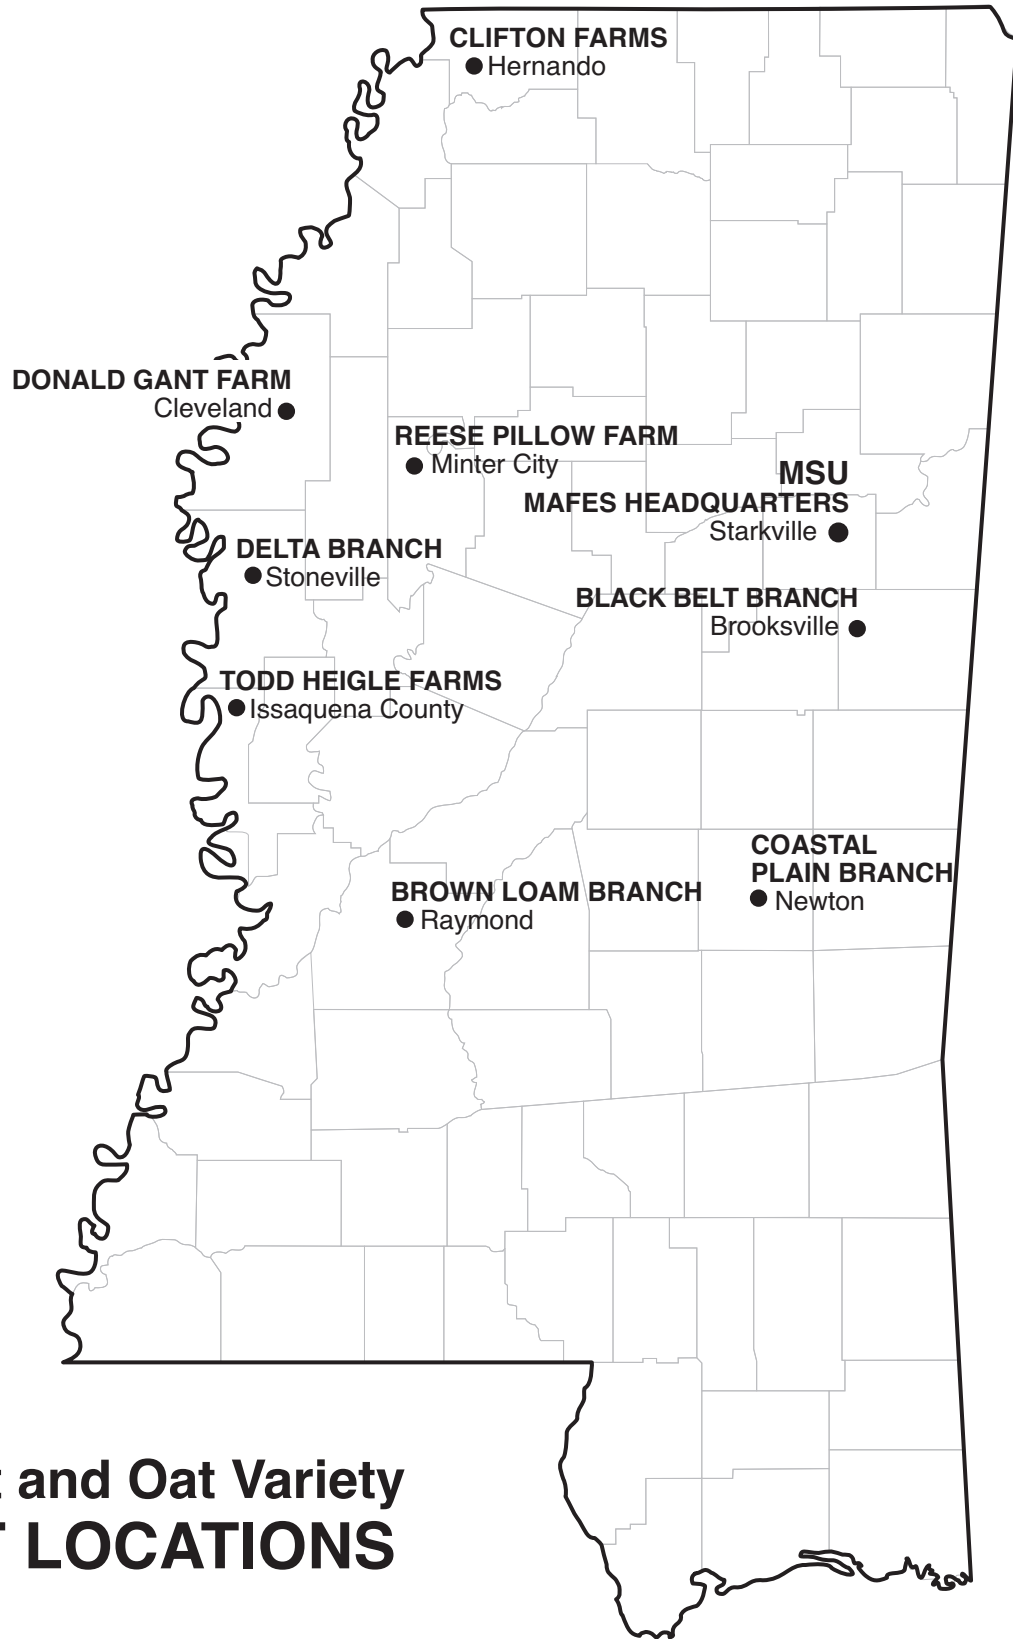 CLIFTON FARMS
Hernando
DONALD GANT FARM
Cleveland
REESE PILLOW FARM
Minter City
MSU
MAFES HEADQUARTERS
Starkville
DELTA BRANCH
Stoneville
BLACK BELT BRANCH
Brooksville
TODD HEIGLE FARMS
Issaquena County
COASTAL
PLAIN BRANCH
Newton
BROWN LOAM BRANCH
Raymond
and Oat Variety
LOCATIONS